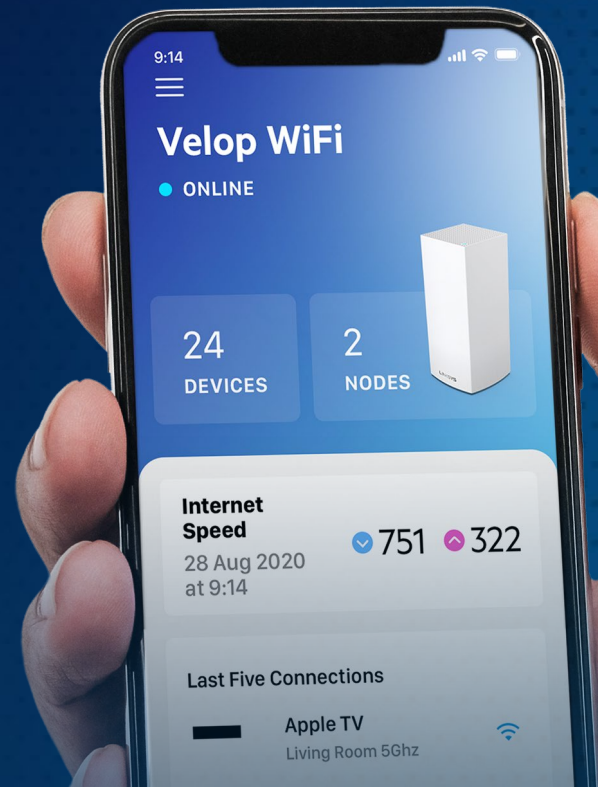 9:14
Velop WiFi
ONLINE
24
DEVICES
2
NODES
LINKSYS
Internet
Speed
751
322
28 Aug 2020
at 9:14
Last Five Connections
Apple TV
Living Room 5Ghz